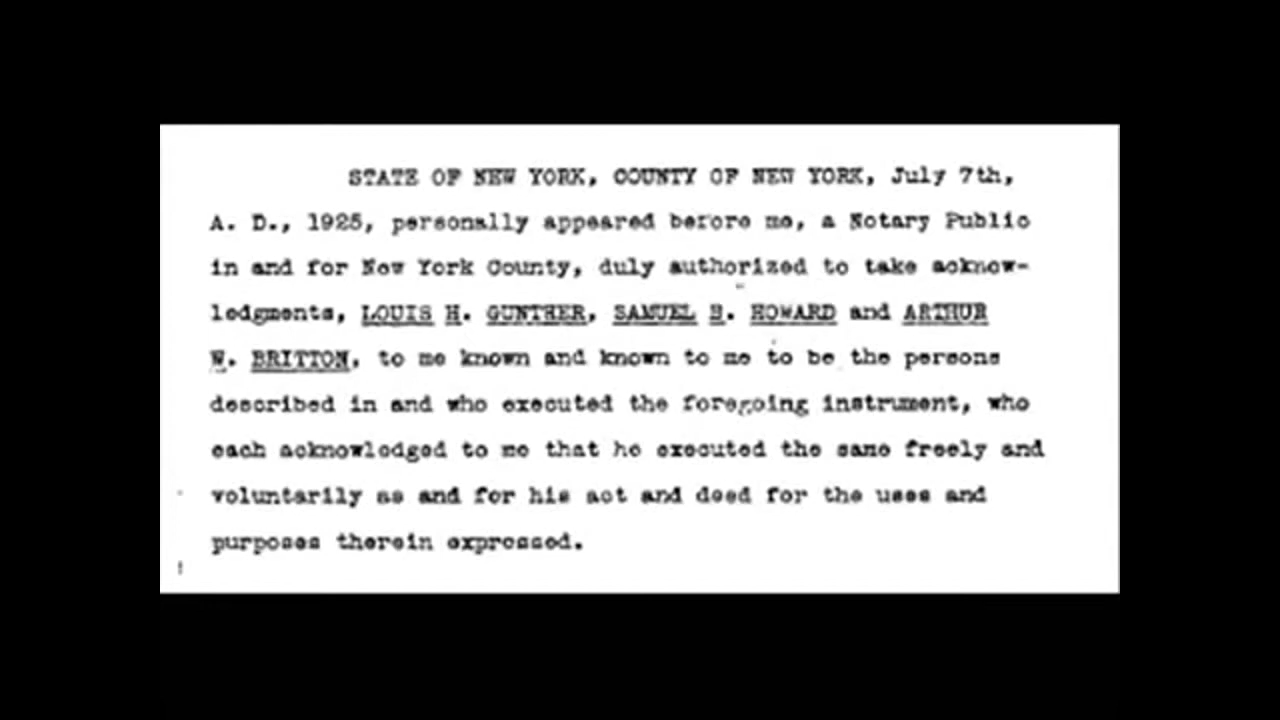 STATE OF NEW YORK, COUNTY OF NEW YORK, July 7th,
A. D., 1925, personally appeared before me, a Notary Public
in and for New York County, duly authorized to take acknow-
ledgments, LOUIS H. GUNTHER, SAMUEL B. HOWARD and ARTHUR
W. BRITTON, to me known and known to me to be the persons
described in and who executed the foregoing instrument, who
each acknowledged to me that he executed the same freely and
voluntarily as and for his act and deed for the uses and
purposes therein expressed.